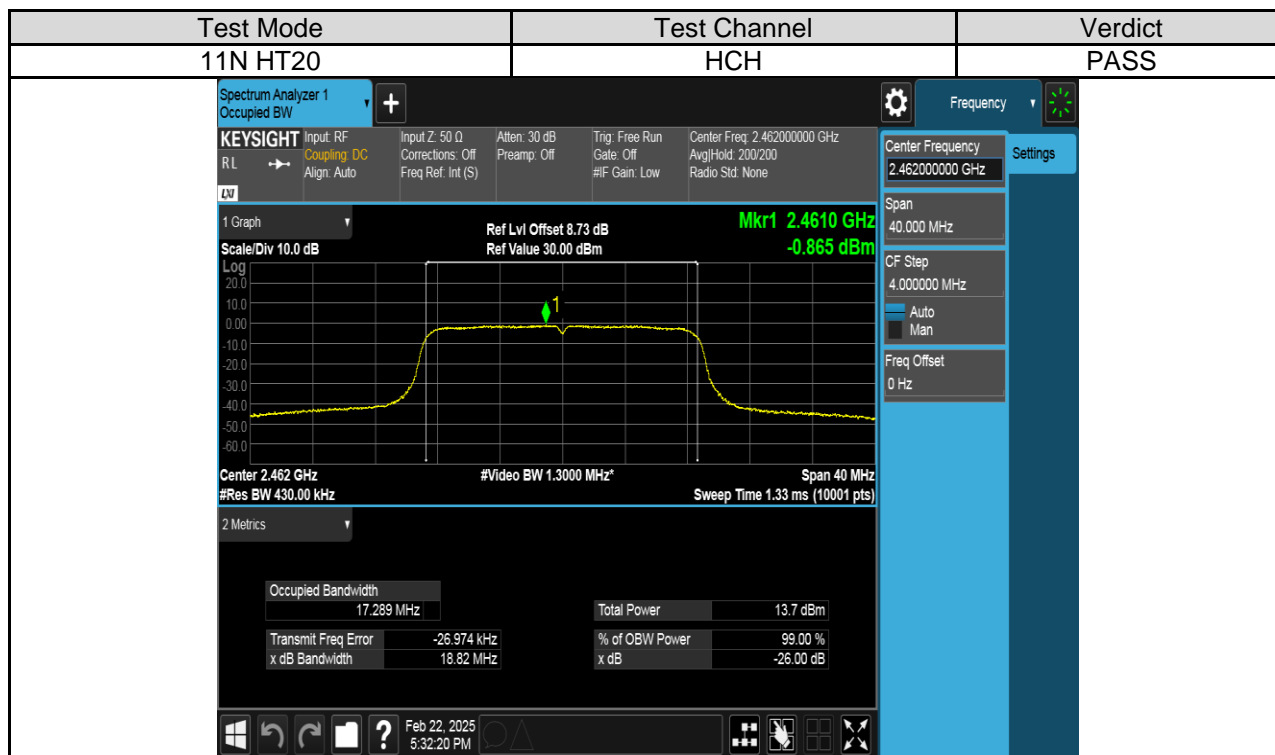 Test Mode Test Channel Verdict
11N HT20 HCH PASS
Spectrum Analyzer 1
Occupied BW
+
Frequency
KEYSIGHT Input: RF Input Z: 50 Ω Atten: 30 dB Trig: Free Run Center Freq: 2.462000000 GHz
RL Coupling: DC Corrections: Off Preamp: Off Gate: Off Avg|Hold: 200/200
Align: Auto Freq Ref: Int (S) #IF Gain: Low Radio Std: None
LXI
Center Frequency
2.462000000 GHz
Settings
Span
40.000 MHz
CF Step
4.000000 MHz
Auto
Man
Freq Offset
0 Hz
1 Graph Ref Lvl Offset 8.73 dB Mkr1 2.4610 GHz
Scale/Div 10.0 dB Ref Value 30.00 dBm -0.865 dBm
Log
20.0
10.0
1
0.00
-10.0
-20.0
-30.0
-40.0
-50.0
-60.0
Center 2.462 GHz #Video BW 1.3000 MHz* Span 40 MHz
#Res BW 430.00 kHz Sweep Time 1.33 ms (10001 pts)
2 Metrics
Occupied Bandwidth
17.289 MHz Total Power 13.7 dBm
Transmit Freq Error -26.974 kHz % of OBW Power 99.00 %
x dB Bandwidth 18.82 MHz x dB -26.00 dB
? Feb 22, 2025
5:32:20 PM